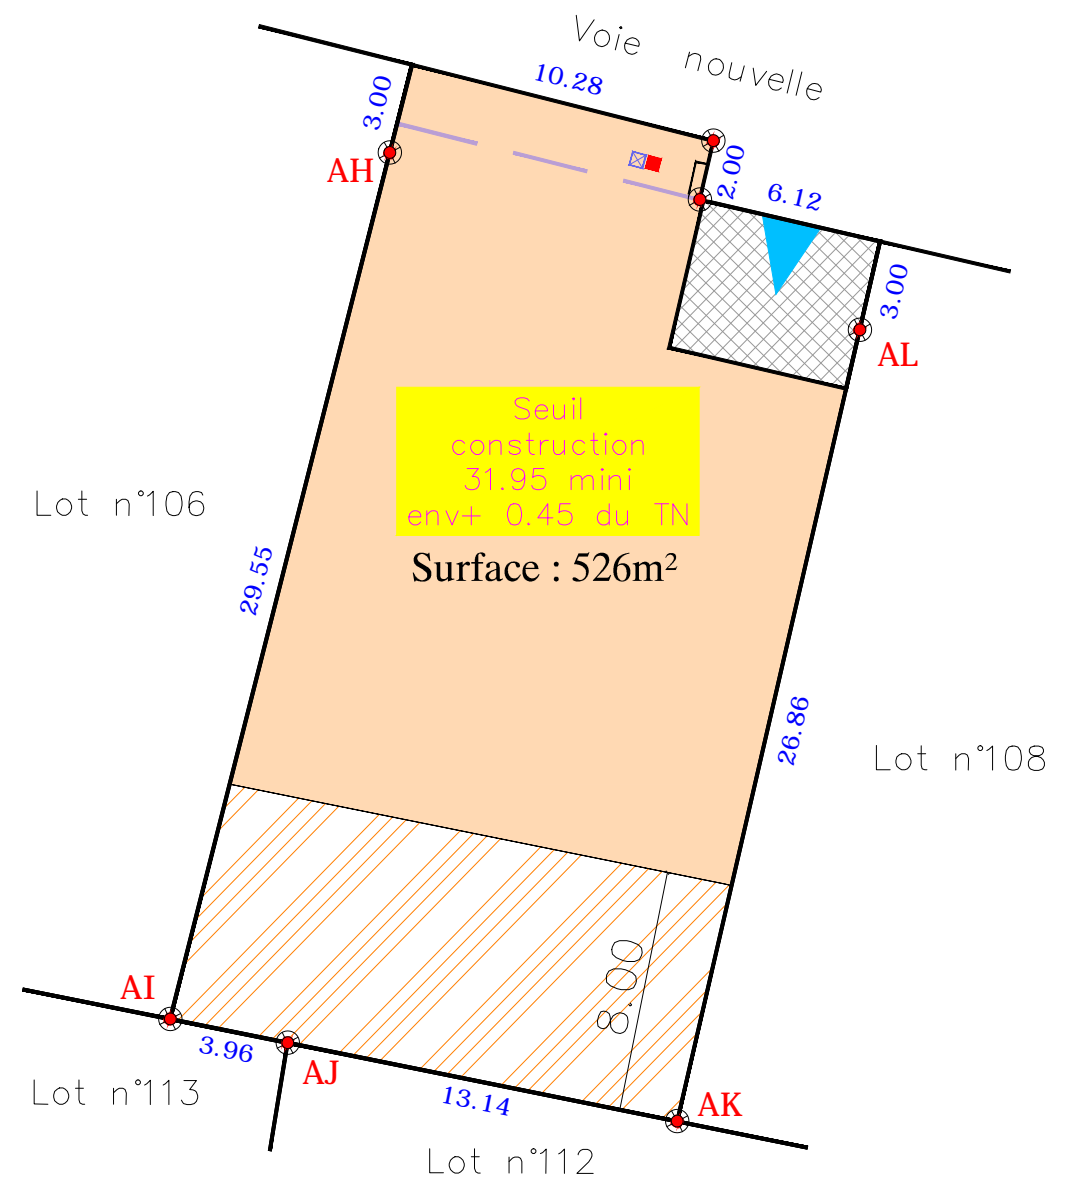 Voie nouvelle
10.28
3.00
AH
2.00
6.12
3.00
AL
Seuil
construction
31.95 mini
env+ 0.45 du TN
Surface : 526m²
Lot n°106
29.55
26.86
Lot n°108
8.00
AI
3.96
AJ
13.14
AK
Lot n°113
Lot n°112